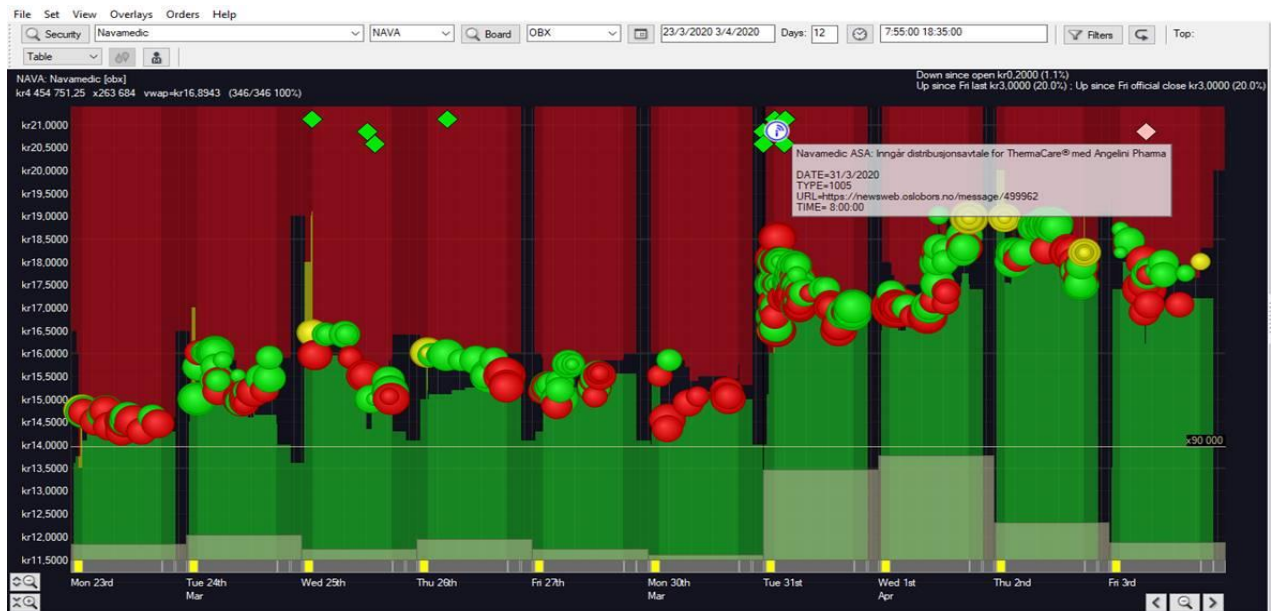 File Set View Overlays Orders Help
Security Navamedic NAVA Board OBX 23/3/2020 3/4/2020 Days: 12 7:55:00 18:35:00 Filters Top:
Table
NAVA: Navamedic [obx]
kr4 454 751,25 x263 684 vwap=kr16,8943 (346/346 100%)
Down since open kr0,2000 (1.1%)
Up since Fri last kr3,0000 (20.0%) ; Up since Fri official close kr3,0000 (20.0%)
kr21,0000
kr20,5000
kr20,0000
kr19,5000
kr19,0000
kr18,5000
kr18,0000
kr17,5000
kr17,0000
kr16,5000
kr16,0000
kr15,5000
kr15,0000
kr14,5000
kr14,0000
kr13,5000
kr13,0000
kr12,5000
kr12,0000
kr11,5000
Navamedic ASA: Inngår distribusjonsavtale for ThermaCare® med Angelini Pharma
DATE=31/3/2020
TYPE=1005
URL=https://newsweb.oslobors.no/message/499962
TIME= 8:00:00
x90 000
Mon 23rd Tue 24th Wed 25th Thu 26th Fri 27th Mon 30th Tue 31st Wed 1st Thu 2nd Fri 3rd
Mar Mar Apr